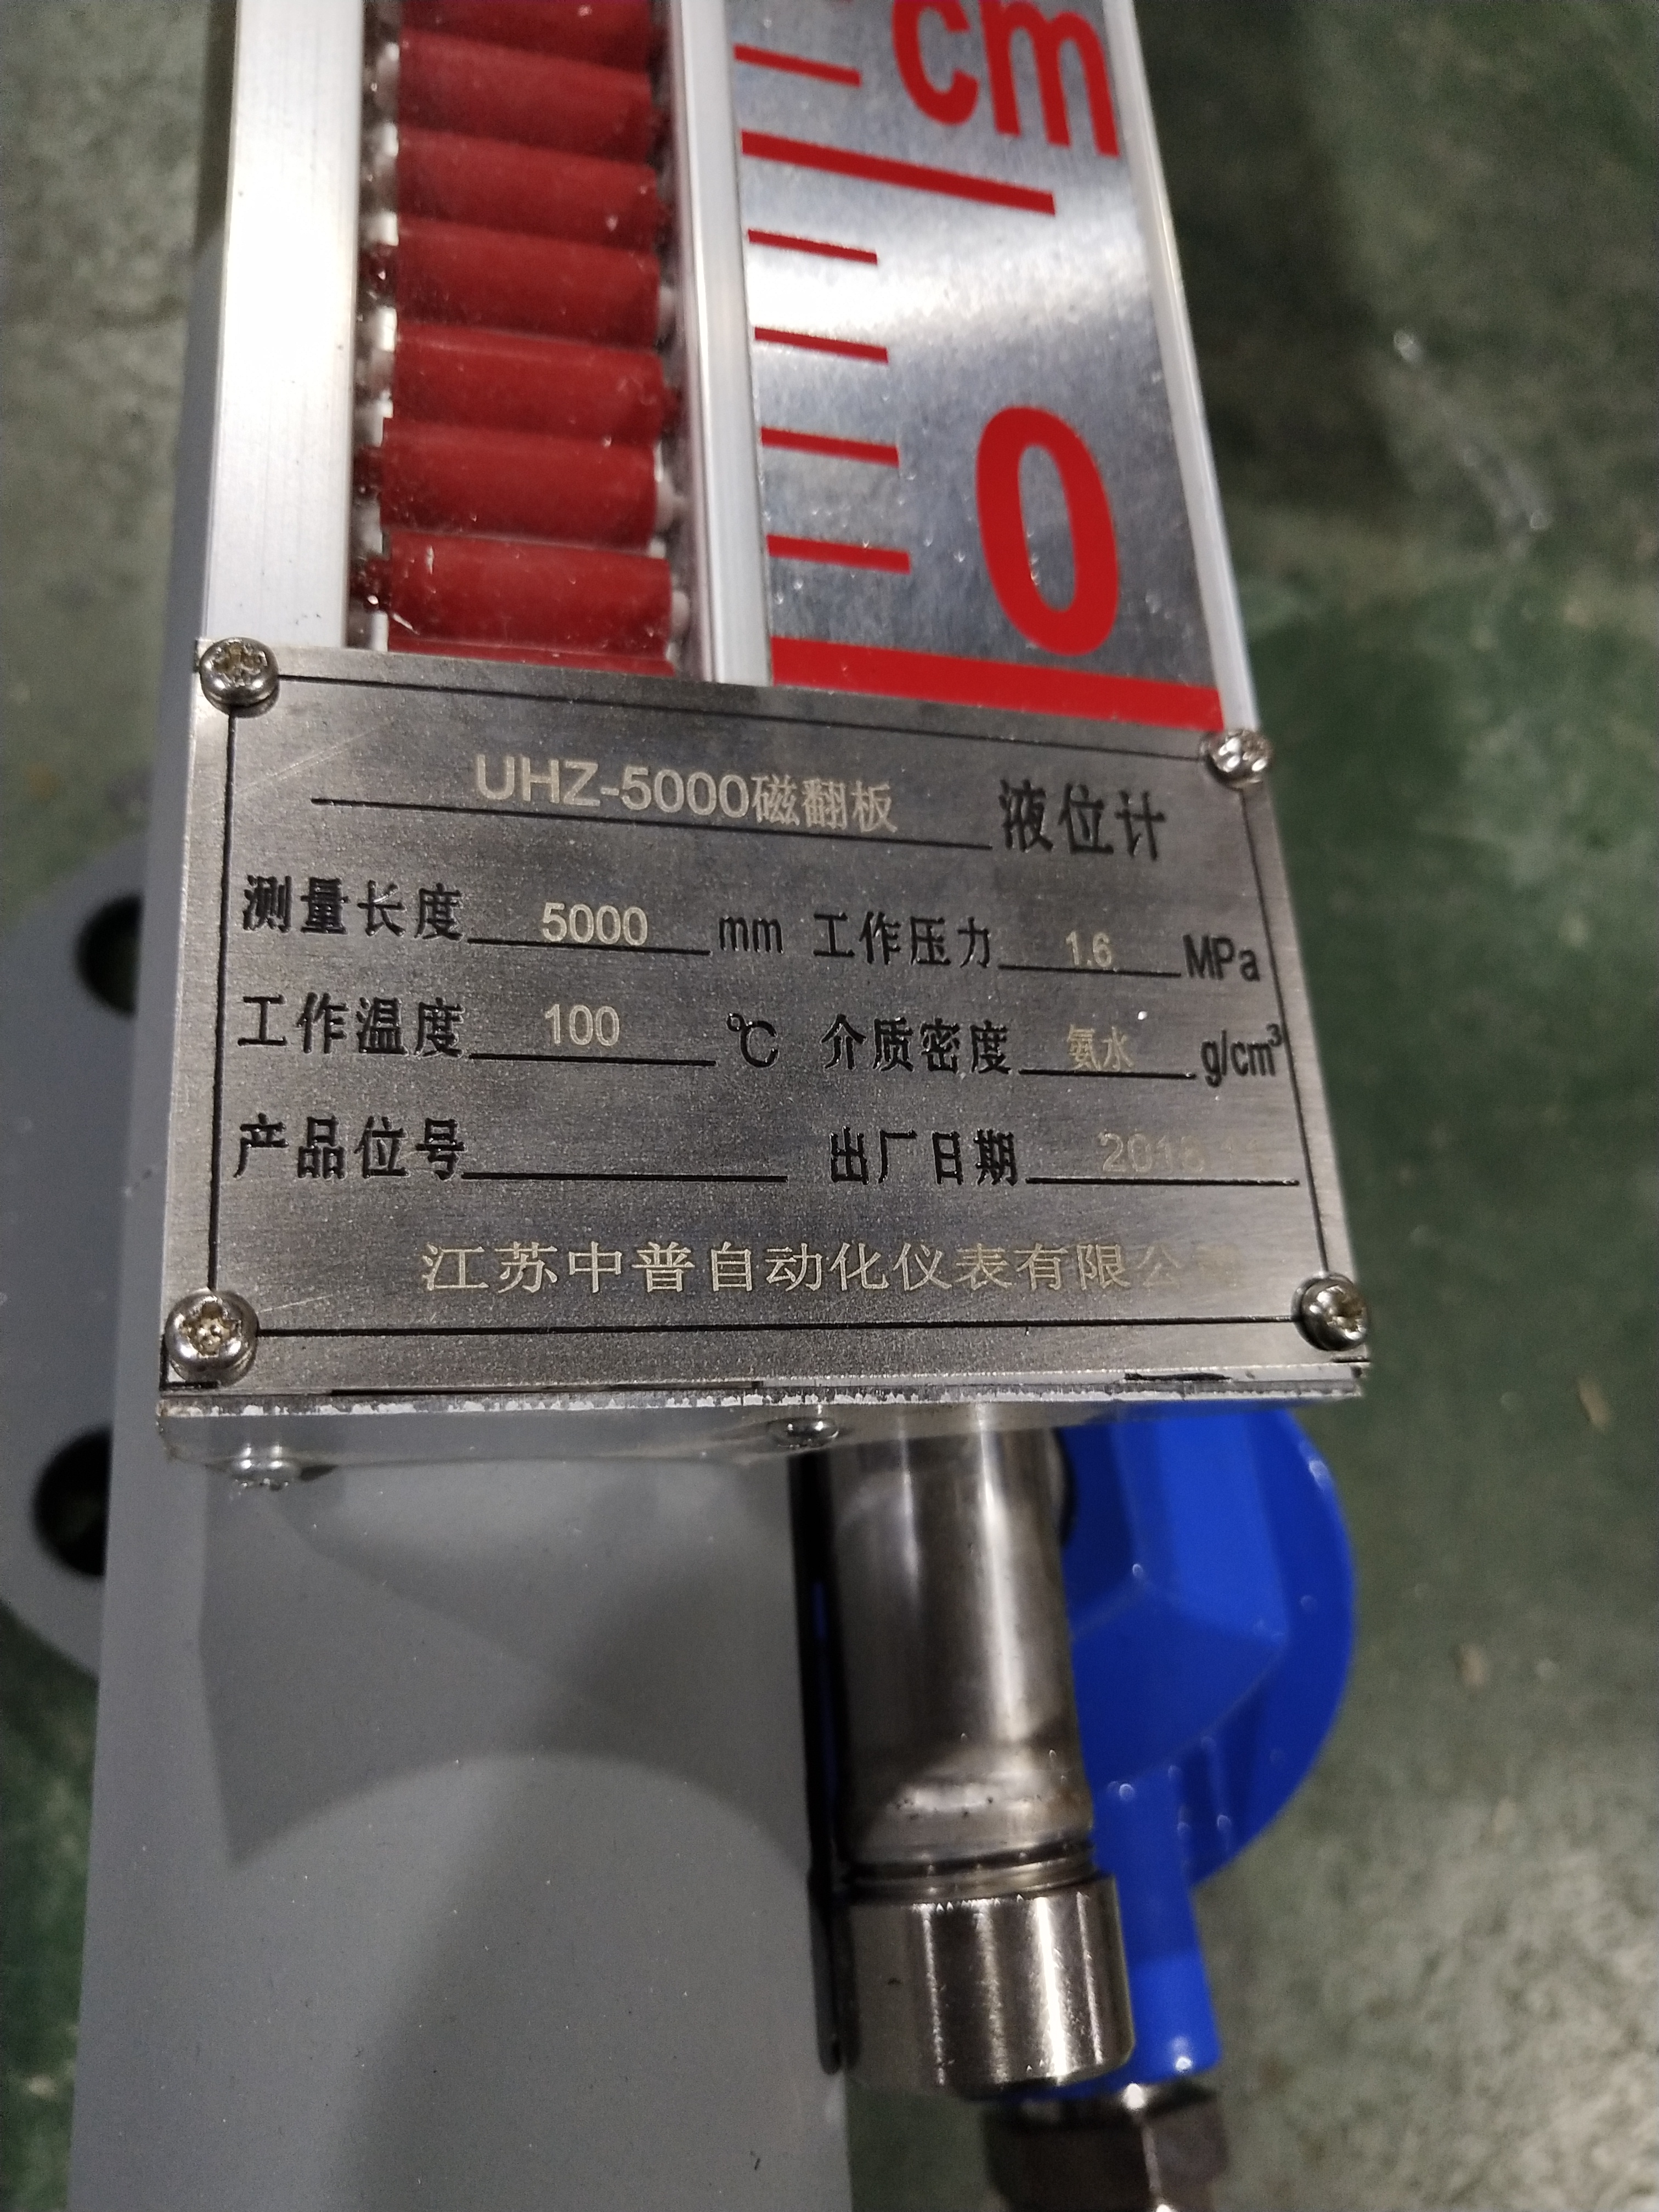 cm
0
UHZ-5000磁翻板 液位计
测量长度 5000 mm 工作压力 1.6 MPa
工作温度 100 ℃ 介质密度 氨水 g/cm³
产品位号 出厂日期
江苏中普自动化仪表有限公